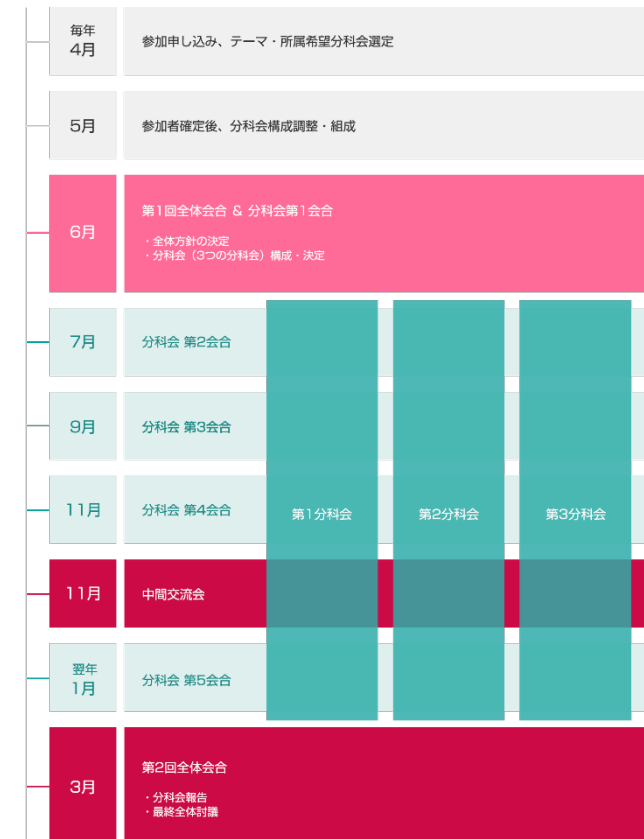 毎年
4月
参加申し込み、テーマ・所属希望分科会選定
5月
参加者確定後、分科会構成調整・組成
6月
第1回全体会合 & 分科会第1会合
・全体方針の決定
・分科会（3つの分科会）構成・決定
7月
分科会 第2会合
9月
分科会 第3会合
11月
分科会 第4会合
第1分科会
第2分科会
第3分科会
11月
中間交流会
翌年
1月
分科会 第5会合
3月
第2回全体会合
・分科会報告
・最終全体討議